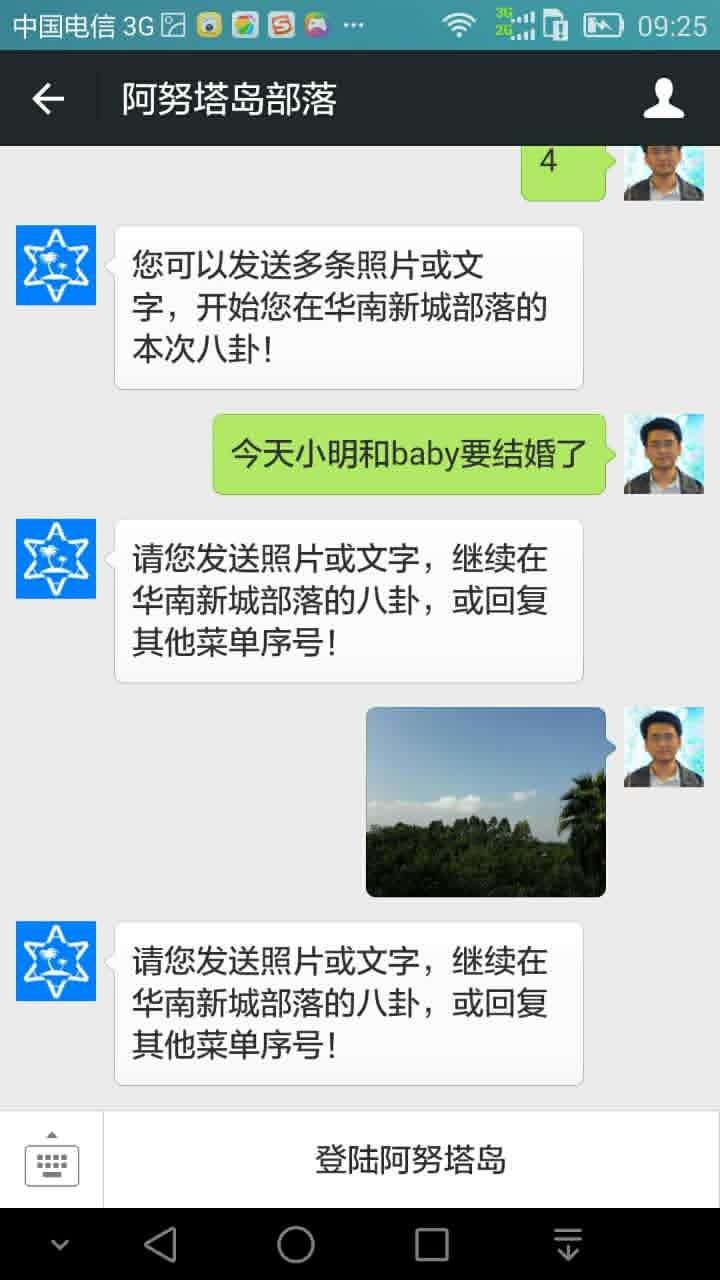 中国电信 3G
3G
2G
09:25
阿努塔岛部落
4
您可以发送多条照片或文
字，开始您在华南新城部落的
本次八卦！
今天小明和baby要结婚了
请您发送照片或文字，继续在
华南新城部落的八卦，或回复
其他菜单序号！
请您发送照片或文字，继续在
华南新城部落的八卦，或回复
其他菜单序号！
登陆阿努塔岛